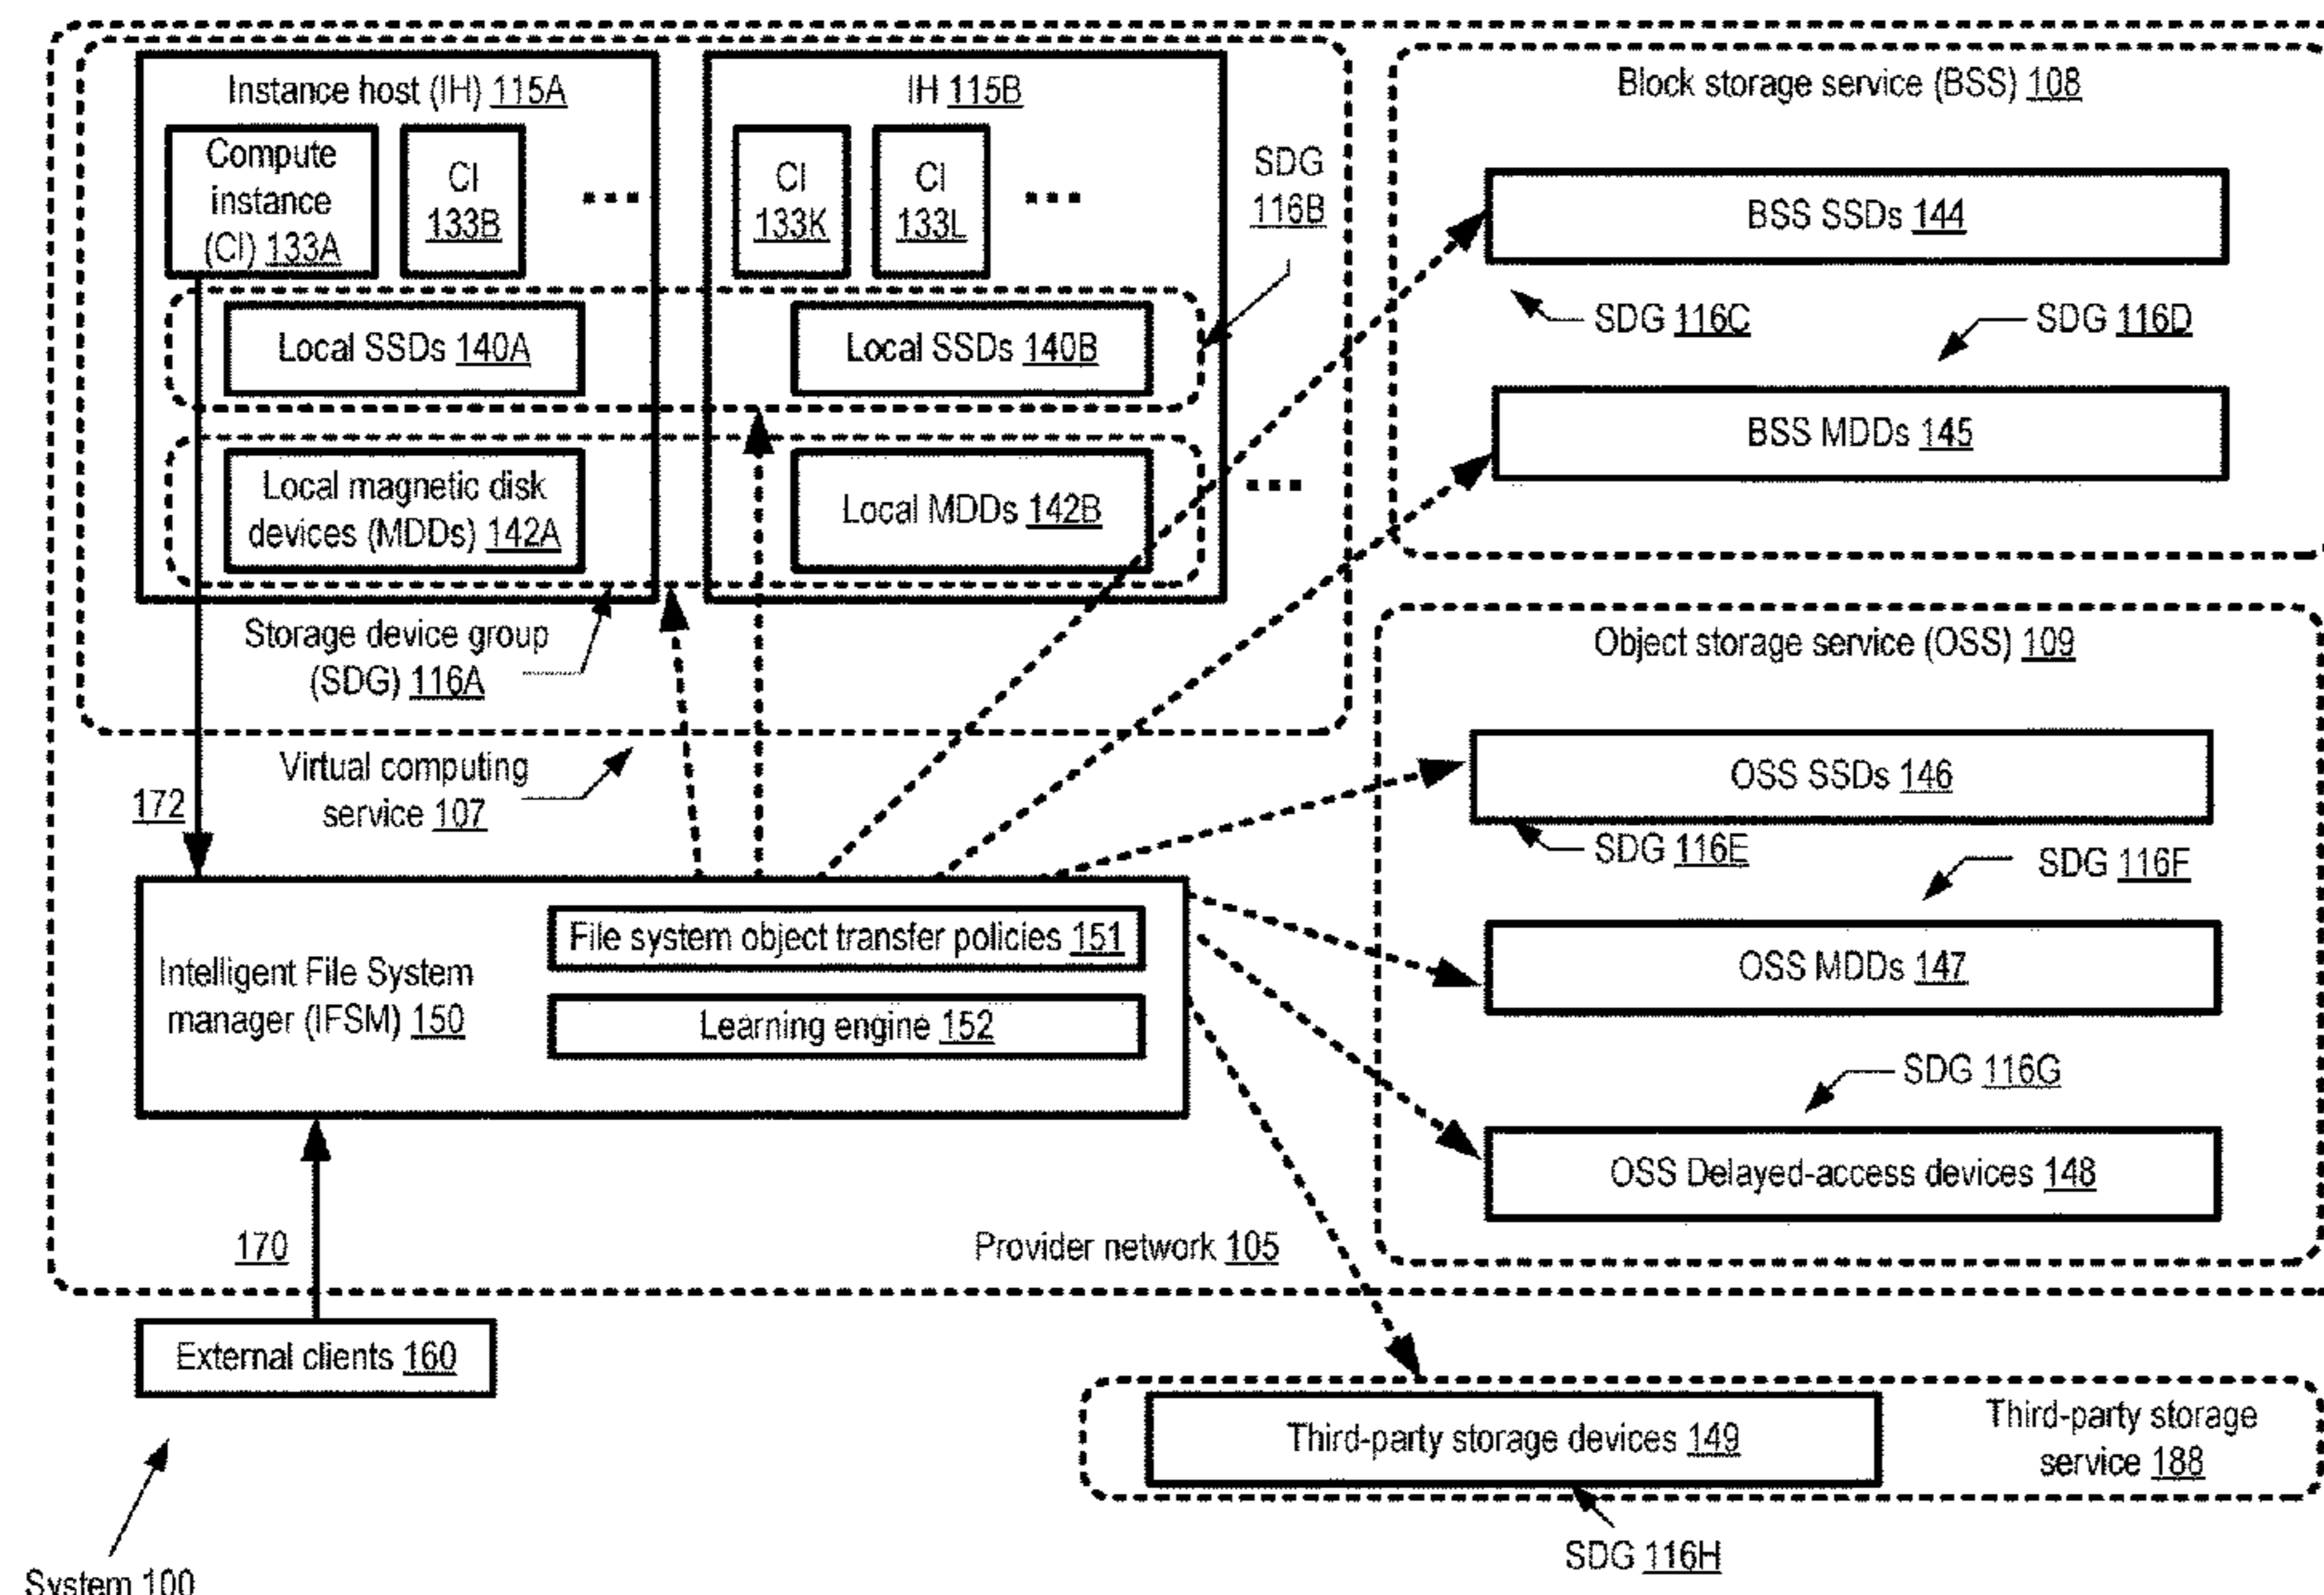 Instance host (IH) 115A
Compute
instance
(CI) 133A
CI
133B
...
IH 115B
CI
133K
CI
133L
...
SDG
116B
Local SSDs 140A
Local SSDs 140B
Local magnetic disk
devices (MDDs) 142A
Local MDDs 142B
...
Storage device group
(SDG) 116A
Virtual computing
service 107
172
Block storage service (BSS) 108
BSS SSDs 144
SDG 116C
SDG 116D
BSS MDDs 145
Object storage service (OSS) 109
OSS SSDs 146
SDG 116E
SDG 116F
OSS MDDs 147
SDG 116G
OSS Delayed-access devices 148
Intelligent File System
manager (IFSM) 150
File system object transfer policies 151
Learning engine 152
170
Provider network 105
External clients 160
Third-party storage devices 149
Third-party storage
service 188
SDG 116H
System 100